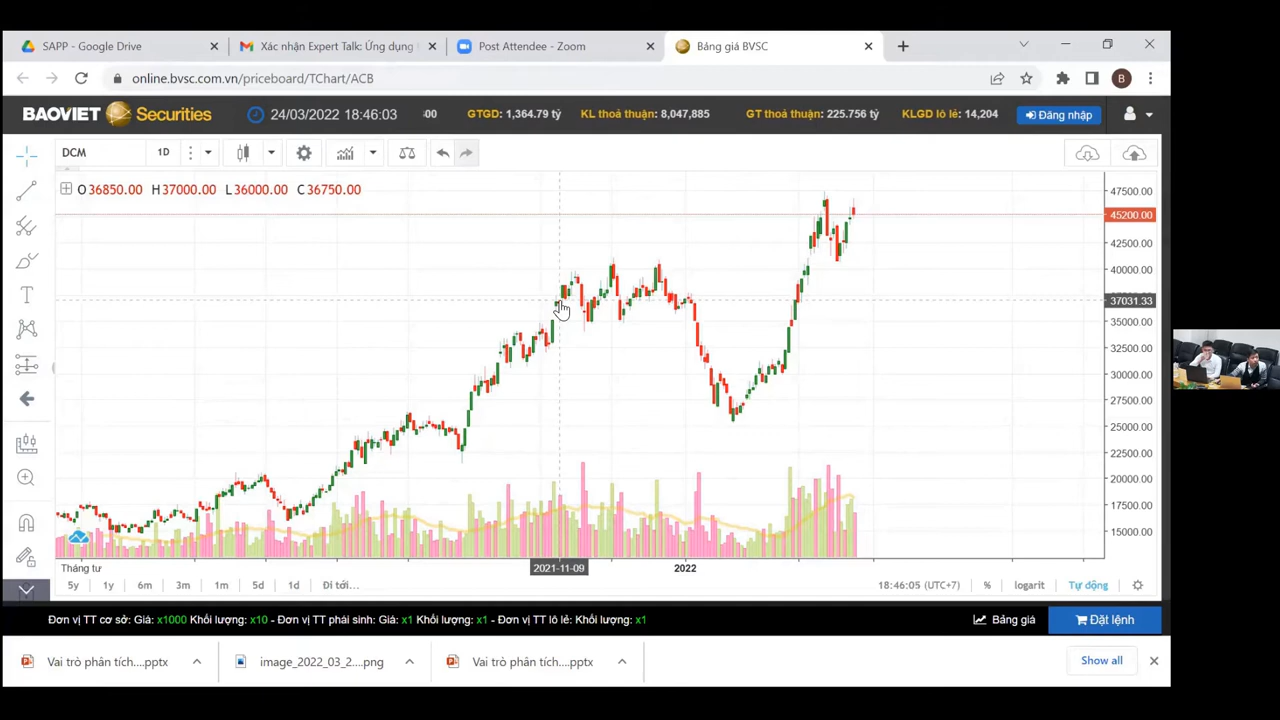 SAPP - Google Drive
Xác nhận Expert Talk: Ứng dụng
Post Attendee - Zoom
Bảng giá BVSC
online.bvsc.com.vn/priceboard/TChart/ACB
B
BAOVIET Securities
24/03/2022 18:46:03
:00
GTGD: 1,364.79 tỷ
KL thoả thuận: 8,047,885
GT thoả thuận: 225.756 tỷ
KLGD lô lẻ: 14,204
Đăng nhập
DCM
1D
O36850.00 H37000.00 L36000.00 C36750.00
47500.00
45200.00
42500.00
40000.00
37031.33
35000.00
32500.00
30000.00
27500.00
25000.00
22500.00
20000.00
17500.00
15000.00
Tháng tư
2021-11-09
2022
5y 1y 6m 3m 1m 5d 1d Đi tới...
18:46:05 (UTC+7) % logarit Tự động
Đơn vị TT cơ sở: Giá: x1000 Khối lượng: x10 - Đơn vị TT phái sinh: Giá: x1 Khối lượng: x1 - Đơn vị TT lô lẻ: Khối lượng: x1
Bảng giá
Đặt lệnh
Vai trò phân tích....pptx
image_2022_03_2....png
Vai trò phân tích....pptx
Show all